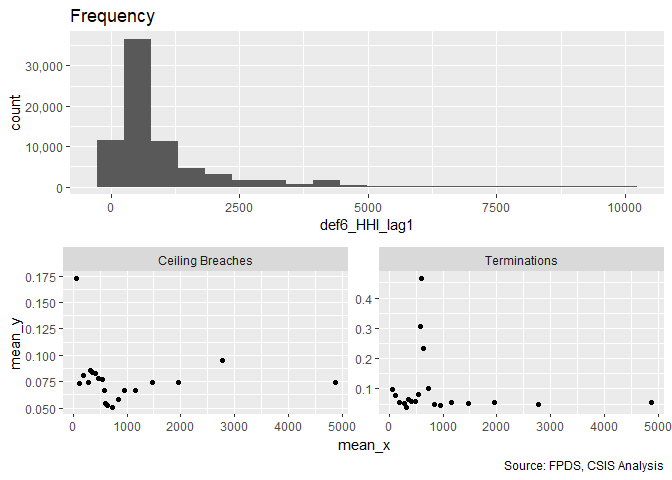 Frequency
30,000
20,000
10,000
0
count
0 2500 5000 7500 10000
def6_HHI_lag1
Ceiling Breaches Terminations
0.175
0.150
0.125
0.100
0.075
0.050
0.4
0.3
0.2
0.1
mean_y
0 1000 2000 3000 4000 5000
0 1000 2000 3000 4000 5000
mean_x
Source: FPDS, CSIS Analysis